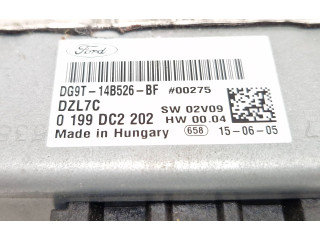 Ford
DG9T-14B526-BF #00275
DZL7C SW 02V09
0 199 DC2 202 HW 00.04
Made in Hungary 658 15-06-05